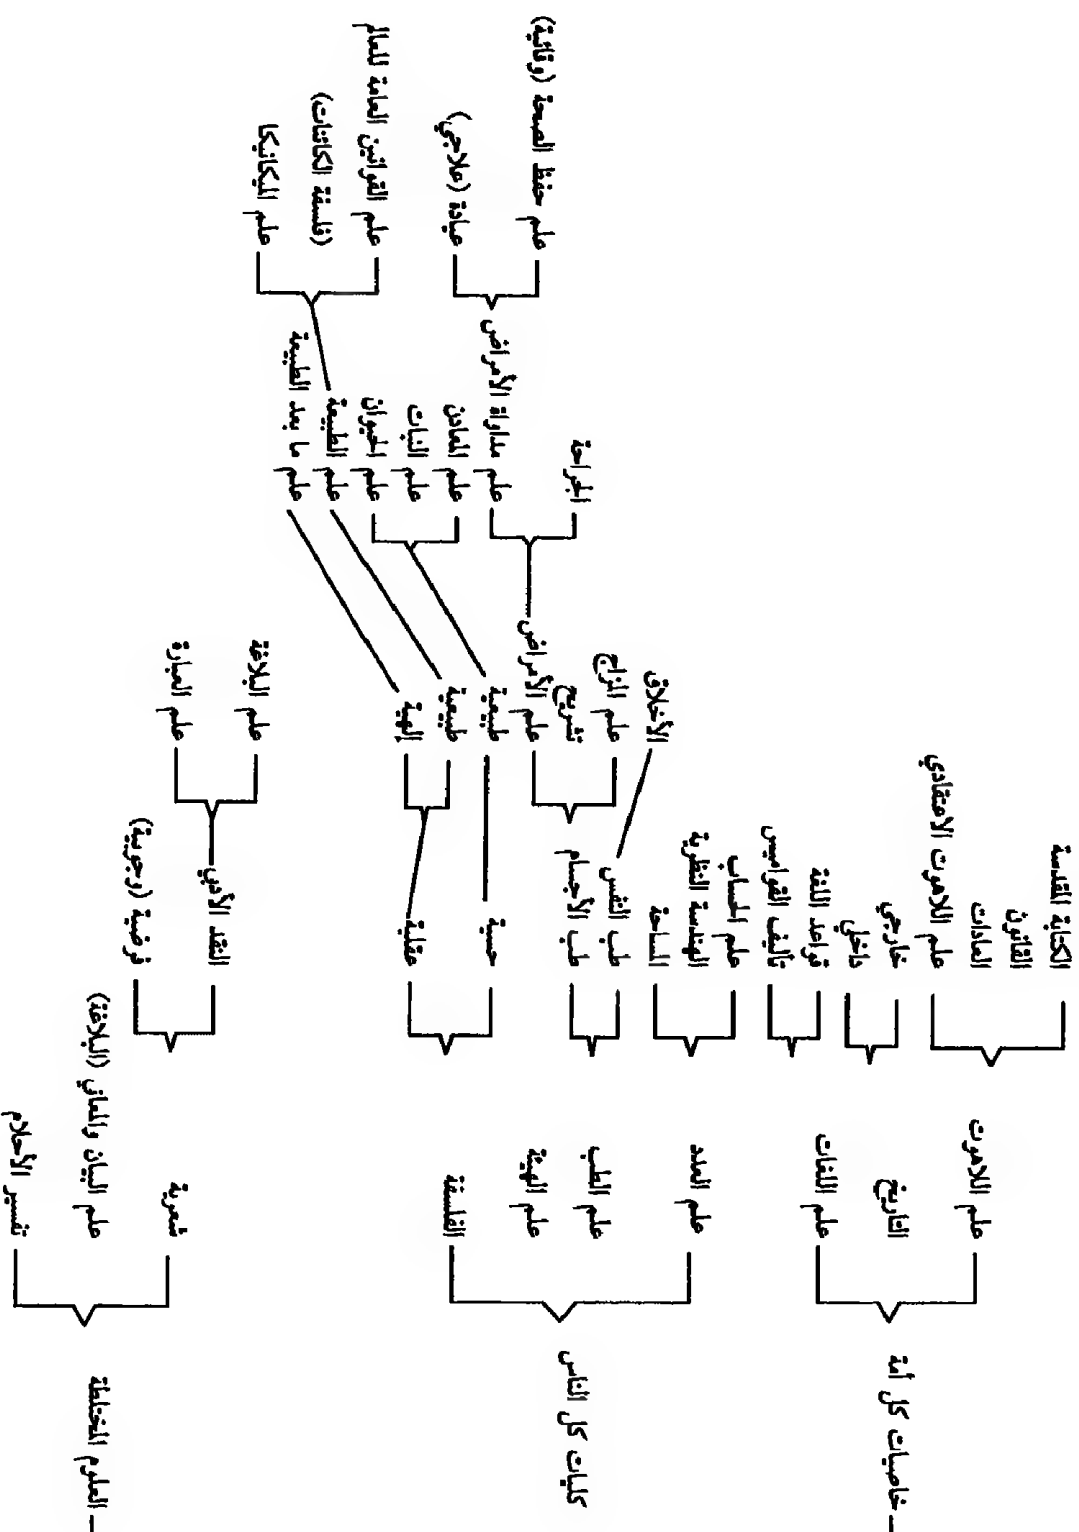 خاصيات كل أمة
علم اللاهوت
الكتابة المقدسة
القانون
العادات
علم اللاهوت الاعتقادي
التاريخ
خارجي
داخلي
علم اللغات
قواعد اللغة
تأليف القواميس
كليات كل الناس
علم العدد
علم الحساب
الهندسة النظرية
المساحة
علم الطب
طب النفس
الأخلاق
طب الأجسام
علم المزاج
تشريح
علم الأمراض
الجراحة
علم مداواة الأمراض
علم حفظ الصحة (وقائية)
عيادة (علاجي)
علم الهيئة
الفلسفة
حسية
طبيعية
علم المعادن
علم النبات
علم الحيوان
عقلية
طبيعية
علم الطبيعة
علم القوانين العامة للعالم
(فلسفة الكائنات)
علم الميكانيكا
إلهية
علم ما بعد الطبيعة
العلوم المختلطة
شعرية
علم البيان والمعاني (البلاغة)
النقد الأدبي
علم البلاغة
علم العبارة
فرضية (وجوبية)
تفسير الأحلام